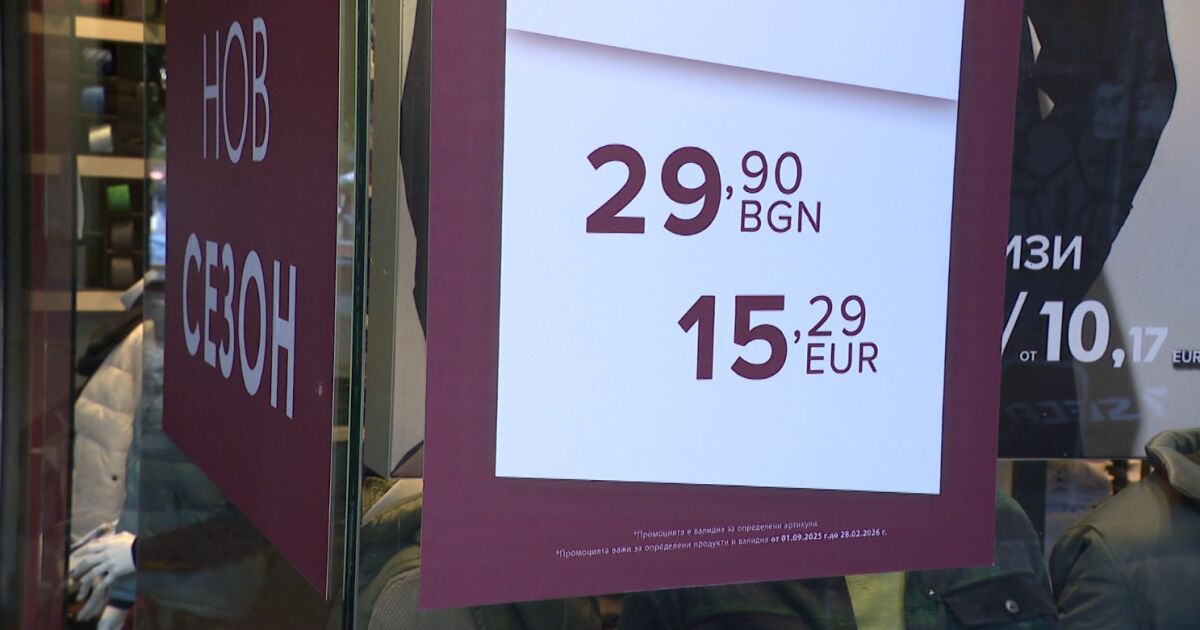 НОВ
СЕЗОН
29,90
BGN
15,29
EUR
*Промоцията е валидна за определени артикули.
*Промоцията важи за определени продукти и валидна от 01.09.2025 г.до 28.02.2026 г.
ИЗИ
/ от 10,17 EUR